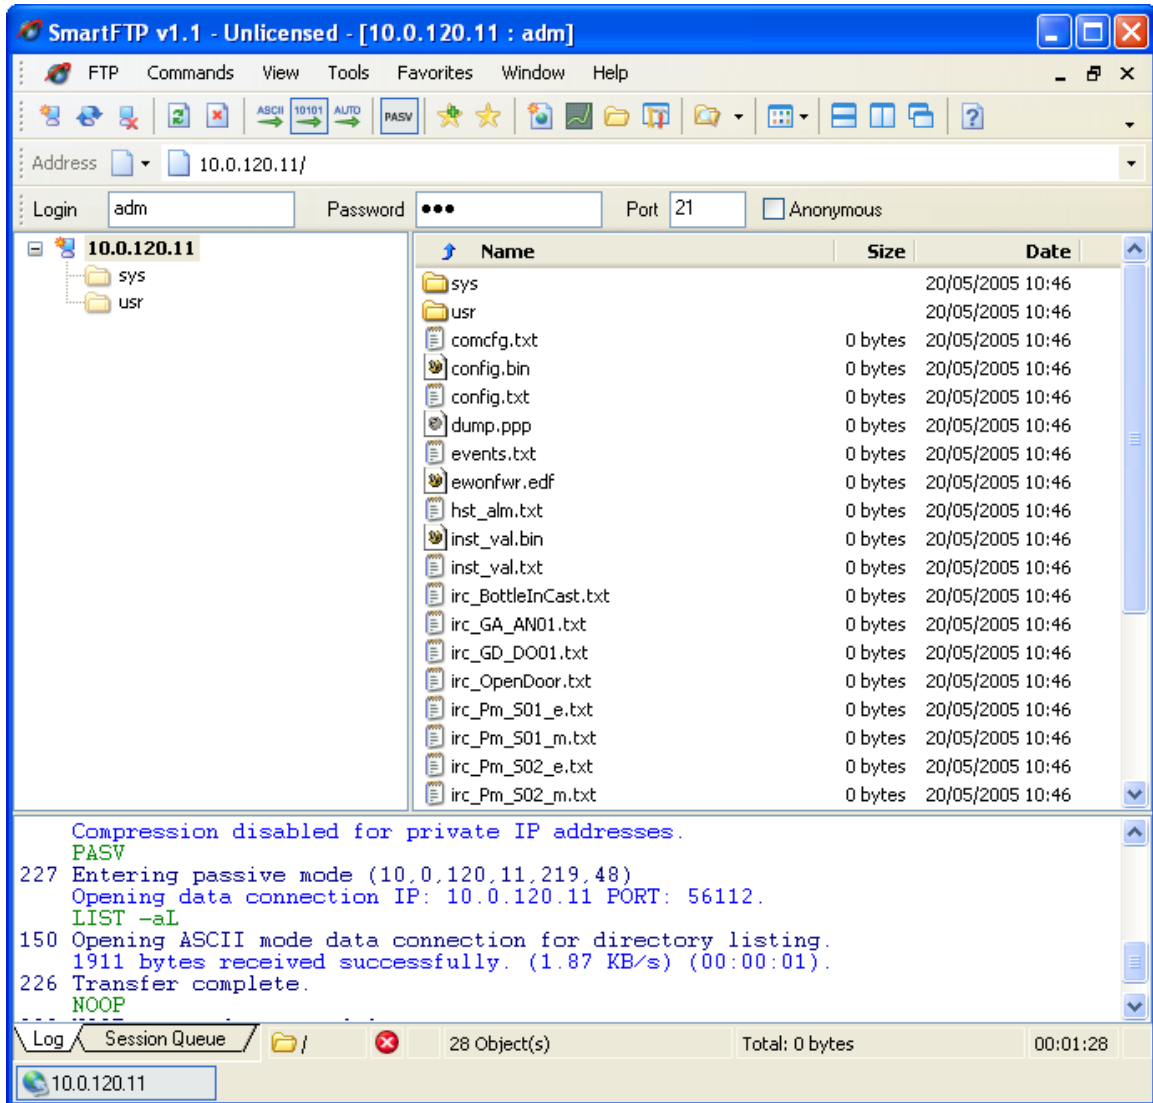 SmartFTP v1.1 - Unlicensed - [10.0.120.11 : adm]
FTP Commands View Tools Favorites Window Help
ASCII 10101 AUTO PASV
Address 10.0.120.11/
Login adm Password ●●● Port 21 Anonymous
10.0.120.11
sys
usr
Name Size Date
sys 20/05/2005 10:46
usr 20/05/2005 10:46
comcfg.txt 0 bytes 20/05/2005 10:46
config.bin 0 bytes 20/05/2005 10:46
config.txt 0 bytes 20/05/2005 10:46
dump.ppp 0 bytes 20/05/2005 10:46
events.txt 0 bytes 20/05/2005 10:46
ewonfwr.edf 0 bytes 20/05/2005 10:46
hst_alm.txt 0 bytes 20/05/2005 10:46
inst_val.bin 0 bytes 20/05/2005 10:46
inst_val.txt 0 bytes 20/05/2005 10:46
irc_BottleInCast.txt 0 bytes 20/05/2005 10:46
irc_GA_AN01.txt 0 bytes 20/05/2005 10:46
irc_GD_DO01.txt 0 bytes 20/05/2005 10:46
irc_OpenDoor.txt 0 bytes 20/05/2005 10:46
irc_Pm_S01_e.txt 0 bytes 20/05/2005 10:46
irc_Pm_S01_m.txt 0 bytes 20/05/2005 10:46
irc_Pm_S02_e.txt 0 bytes 20/05/2005 10:46
irc_Pm_S02_m.txt 0 bytes 20/05/2005 10:46
Compression disabled for private IP addresses.
PASV
227 Entering passive mode (10,0,120,11,219,48)
Opening data connection IP: 10.0.120.11 PORT: 56112.
LIST -aL
150 Opening ASCII mode data connection for directory listing.
1911 bytes received successfully. (1.87 KB/s) (00:00:01).
226 Transfer complete.
NOOP
Log Session Queue / 28 Object(s) Total: 0 bytes 00:01:28
10.0.120.11